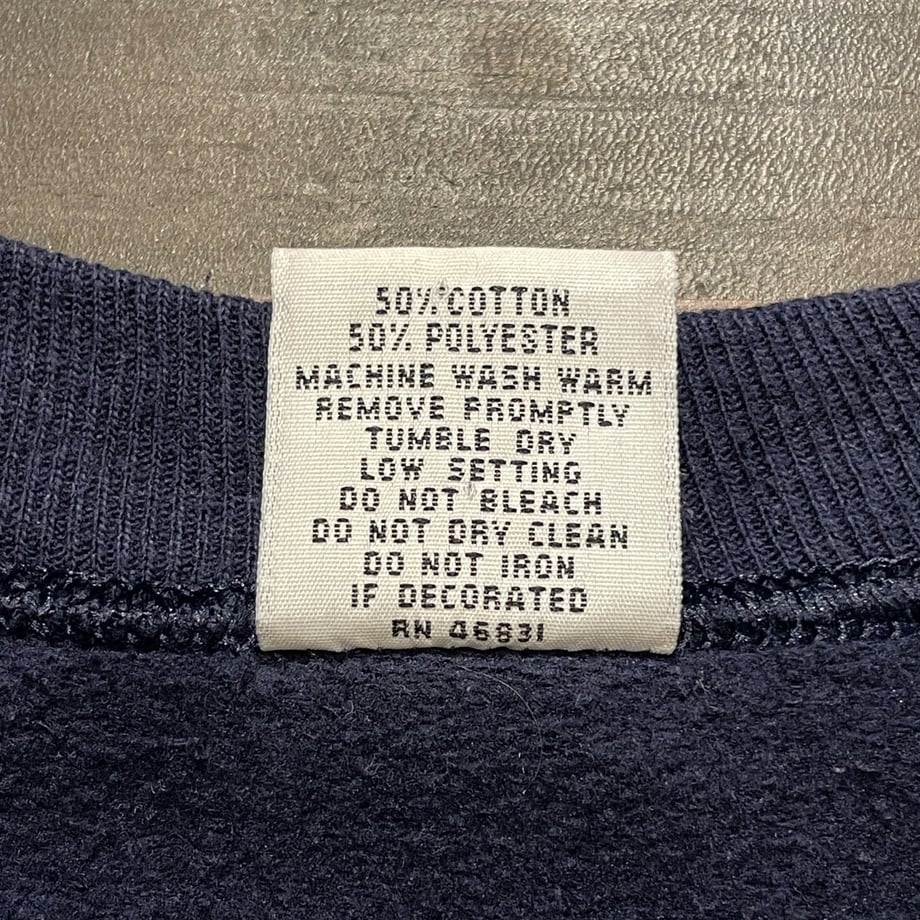 50% COTTON
50% POLYESTER
MACHINE WASH WARM
REMOVE PROMPTLY
TUMBLE DRY
LOW SETTING
DO NOT BLEACH
DO NOT DRY CLEAN
DO NOT IRON
IF DECORATED
RN 46831